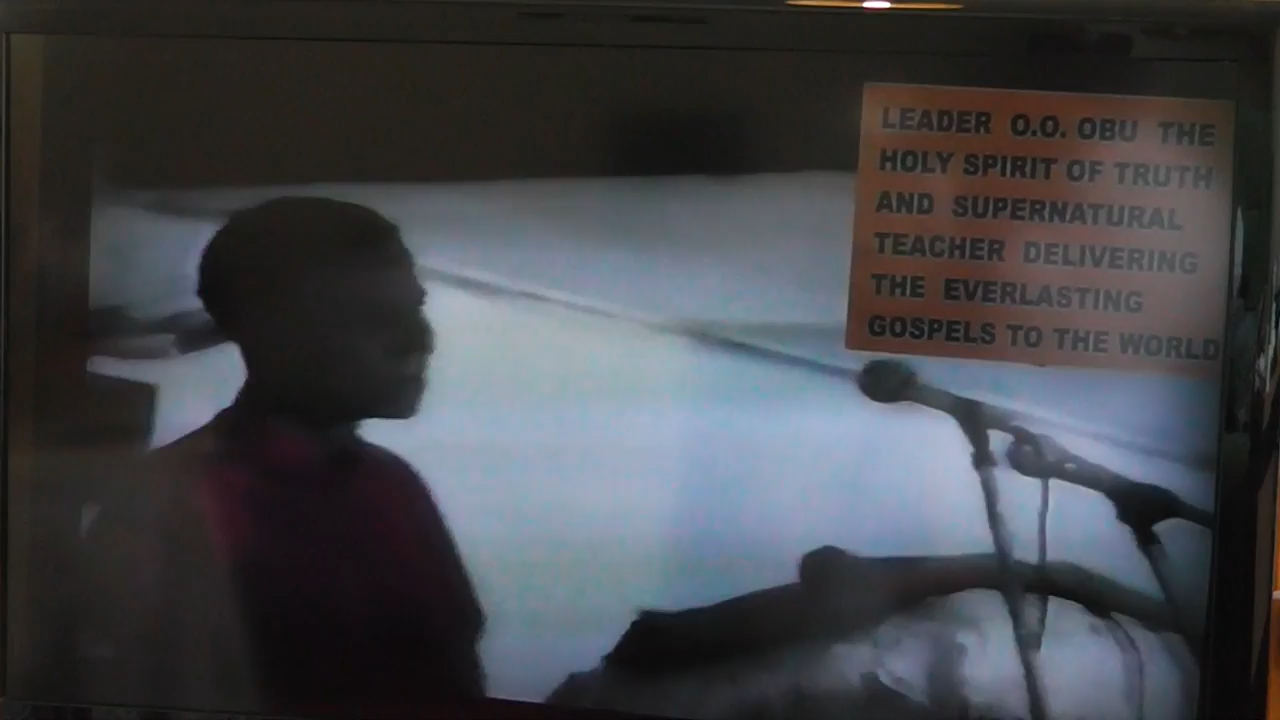 LEADER O.O. OBU THE
HOLY SPIRIT OF TRUTH
AND SUPERNATURAL
TEACHER DELIVERING
THE EVERLASTING
GOSPELS TO THE WORLD